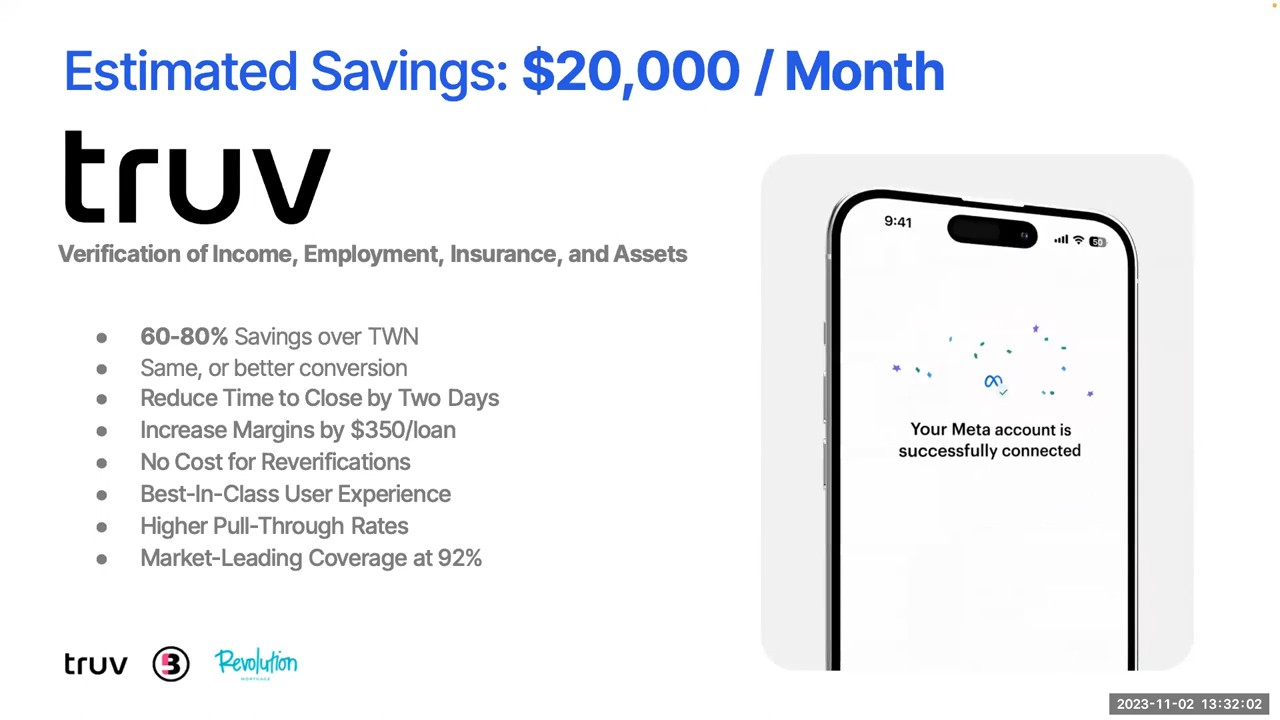 Estimated Savings: $20,000 / Month
truv
Verification of Income, Employment, Insurance, and Assets
● 60-80% Savings over TWN
● Same, or better conversion
● Reduce Time to Close by Two Days
● Increase Margins by $350/loan
● No Cost for Reverifications
● Best-In-Class User Experience
● Higher Pull-Through Rates
● Market-Leading Coverage at 92%
9:41
50
Your Meta account is
successfully connected
truv
B
Revolution
MORTGAGE
2023-11-02 13:32:02